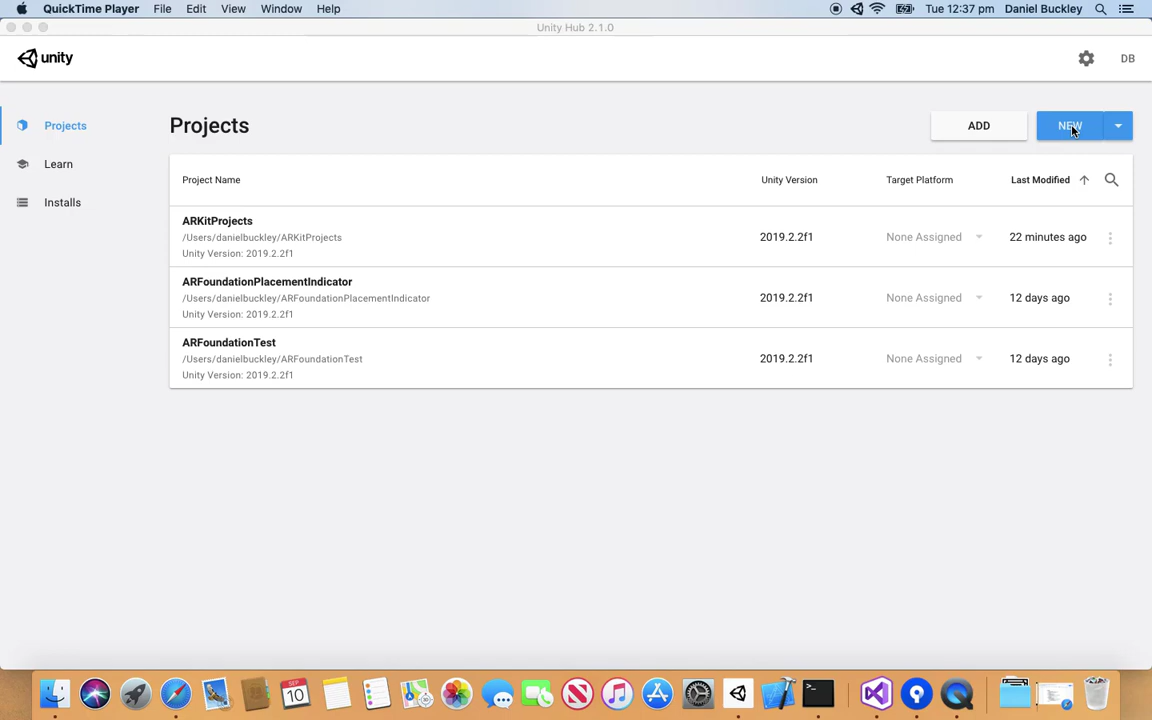 QuickTime Player File Edit View Window Help Tue 12:37 pm Daniel Buckley
Unity Hub 2.1.0
unity DB
Projects
Learn
Installs
Projects ADD NEW
Project Name Unity Version Target Platform Last Modified
ARKitProjects
/Users/danielbuckley/ARKitProjects 2019.2.2f1 None Assigned 22 minutes ago
Unity Version: 2019.2.2f1
ARFoundationPlacementIndicator
/Users/danielbuckley/ARFoundationPlacementIndicator 2019.2.2f1 None Assigned 12 days ago
Unity Version: 2019.2.2f1
ARFoundationTest
/Users/danielbuckley/ARFoundationTest 2019.2.2f1 None Assigned 12 days ago
Unity Version: 2019.2.2f1
SEP
10